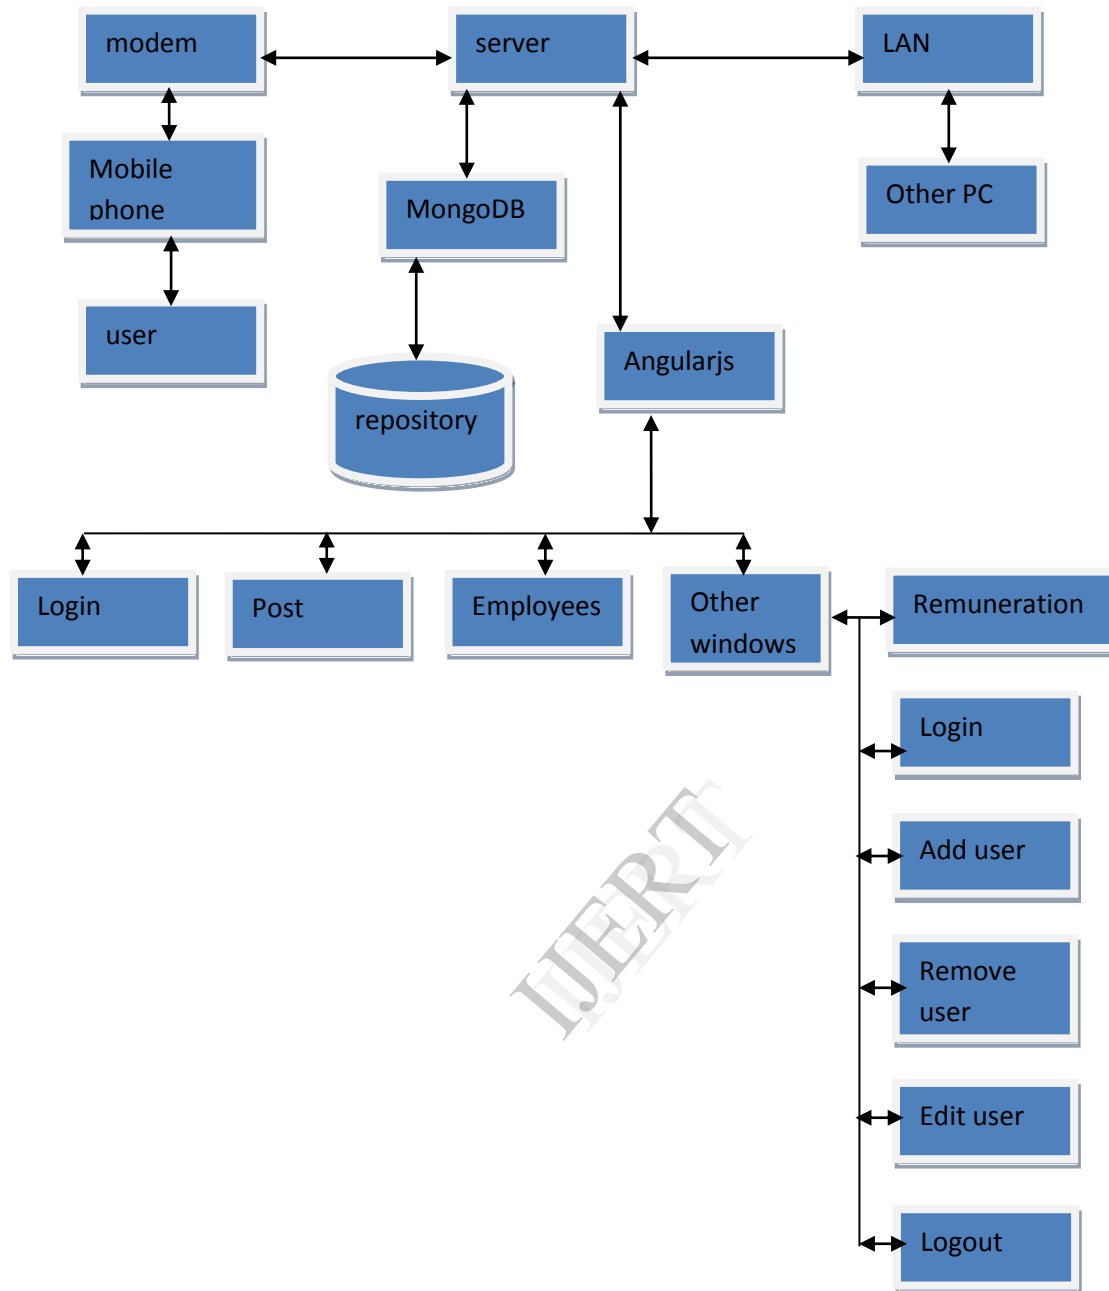 modem
server
LAN
Mobile
phone
MongoDB
Other PC
user
Angularjs
repository
Login
Post
Employees
Other
windows
Remuneration
Login
Add user
Remove
user
Edit user
Logout
IJERT